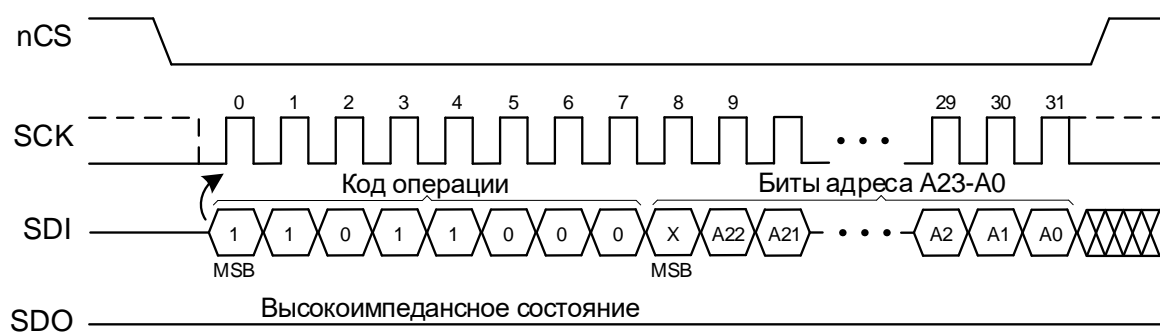 nCS
0 1 2 3 4 5 6 7 8 9 29 30 31
SCK
Код операции Биты адреса A23-A0
SDI 1 1 0 1 1 0 0 0 X A22 A21 A2 A1 A0
MSB MSB
Высокоимпедансное состояние
SDO